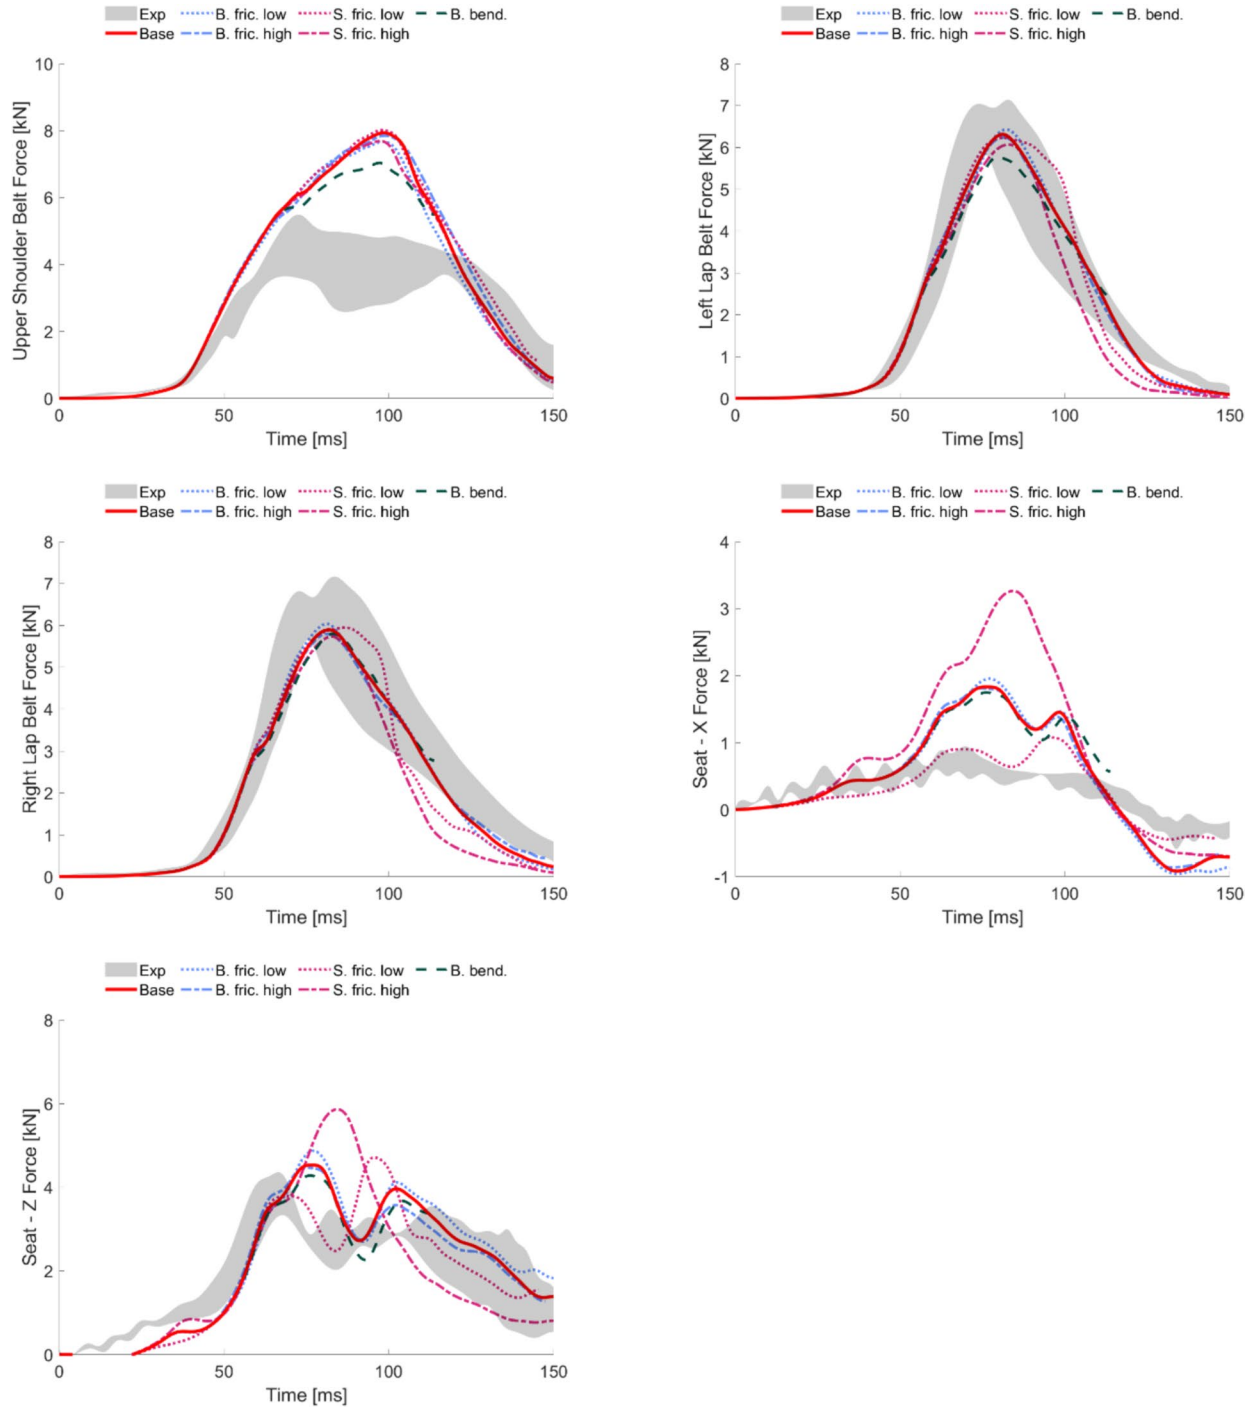 Exp B. fric. low S. fric. low B. bend.
Base B. fric. high S. fric. high
10
8
6
4
2
0
Upper Shoulder Belt Force [kN]
0 50 100 150
Time [ms]
Exp B. fric. low S. fric. low B. bend.
Base B. fric. high S. fric. high
8
7
6
5
4
3
2
1
0
Left Lap Belt Force [kN]
0 50 100 150
Time [ms]
Exp B. fric. low S. fric. low B. bend.
Base B. fric. high S. fric. high
8
7
6
5
4
3
2
1
0
Right Lap Belt Force [kN]
0 50 100 150
Time [ms]
Exp B. fric. low S. fric. low B. bend.
Base B. fric. high S. fric. high
4
3
2
1
0
-1
Seat - X Force [kN]
0 50 100 150
Time [ms]
Exp B. fric. low S. fric. low B. bend.
Base B. fric. high S. fric. high
8
6
4
2
0
Seat - Z Force [kN]
0 50 100 150
Time [ms]